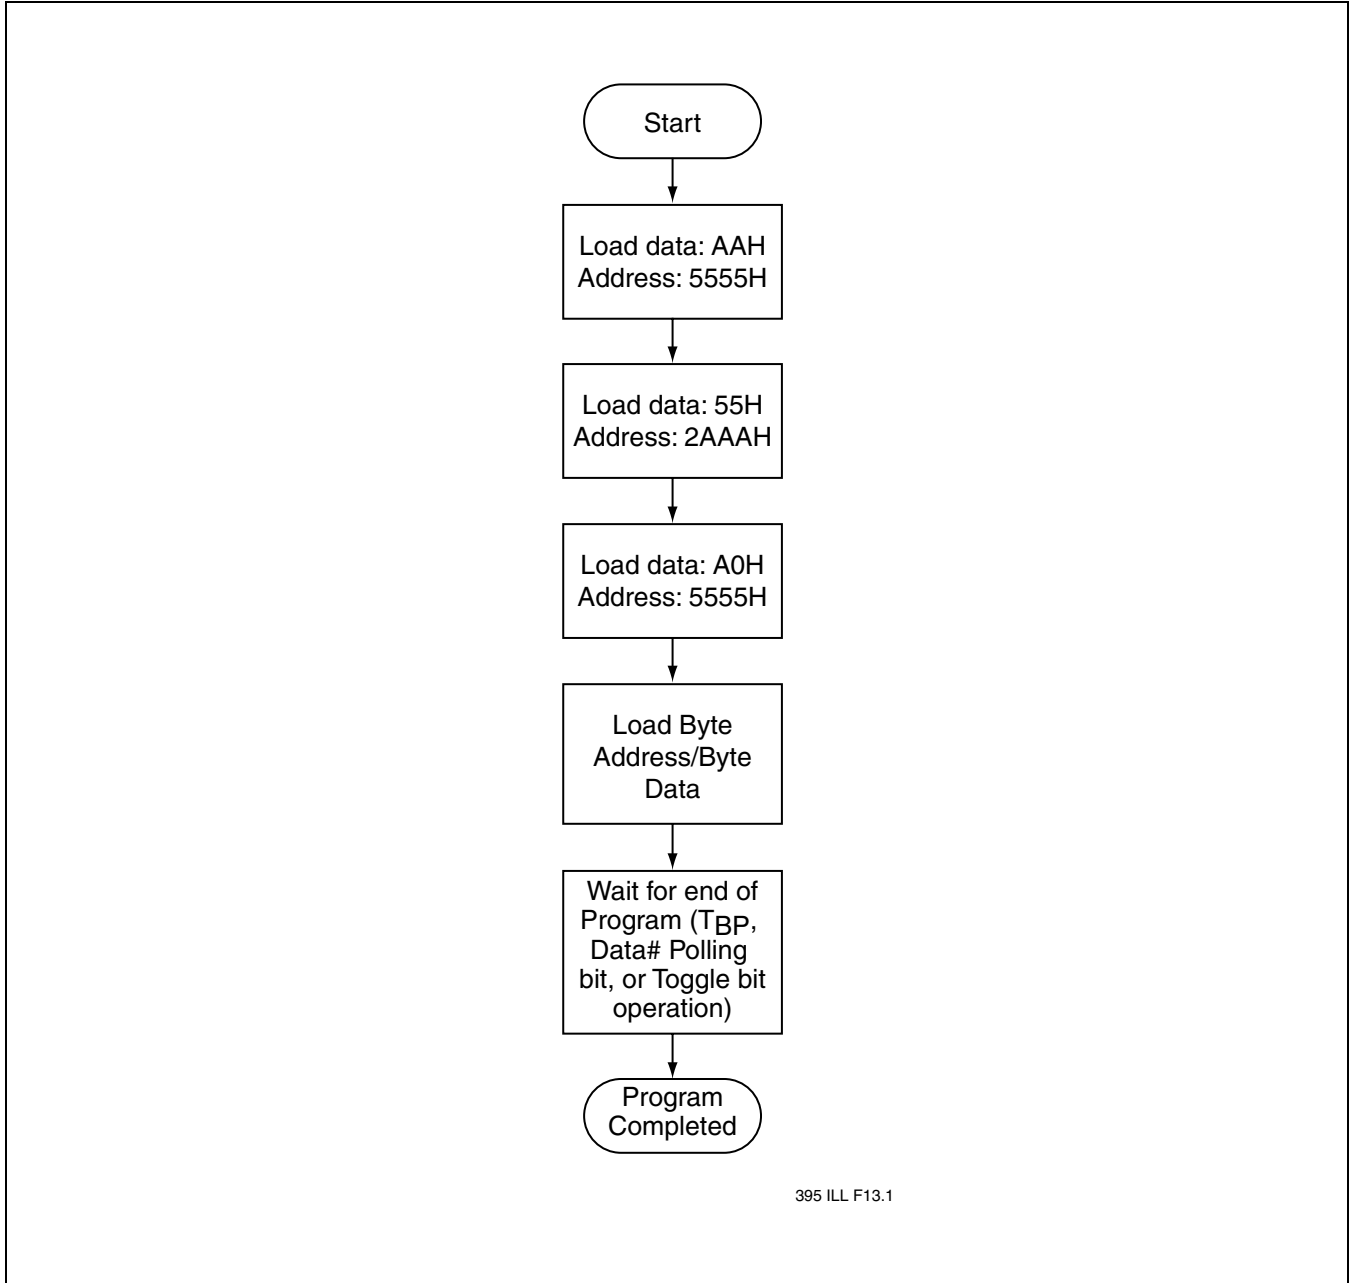 Start
Load data: AAH
Address: 5555H
Load data: 55H
Address: 2AAAH
Load data: A0H
Address: 5555H
Load Byte
Address/Byte
Data
Wait for end of
Program (TBP,
Data# Polling
bit, or Toggle bit
operation)
Program
Completed
395 ILL F13.1